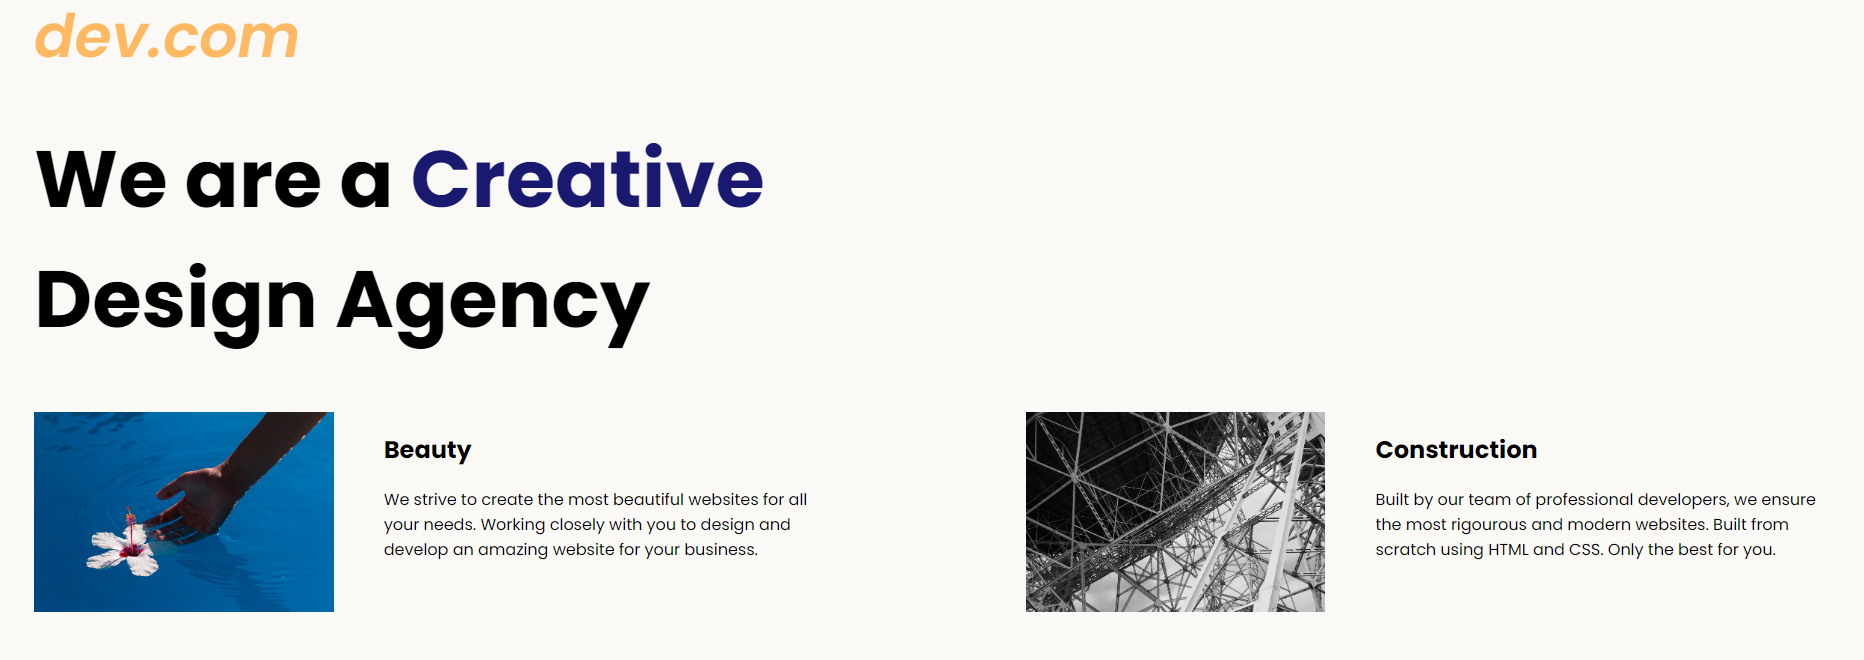 dev.com
We are a Creative
Design Agency
Beauty
We strive to create the most beautiful websites for all
your needs. Working closely with you to design and
develop an amazing website for your business.
Construction
Built by our team of professional developers, we ensure
the most rigourous and modern websites. Built from
scratch using HTML and CSS. Only the best for you.